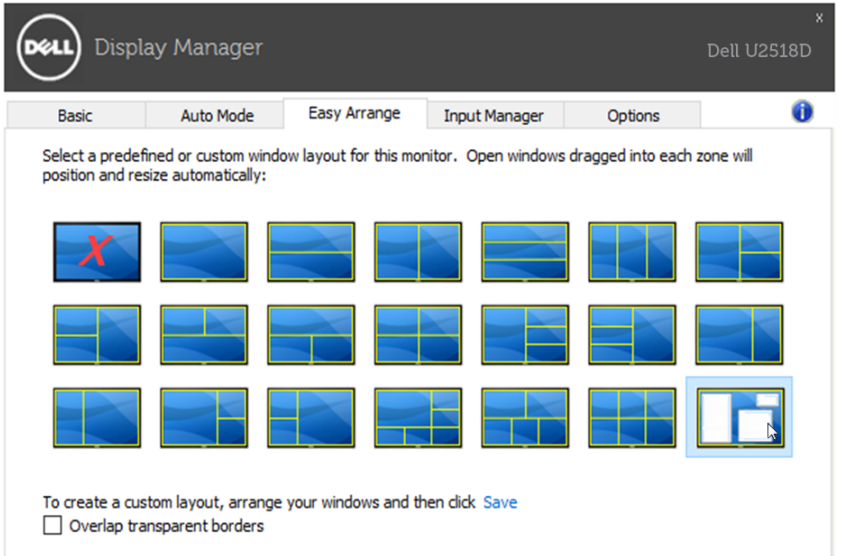 DELL Display Manager
x
Dell U2518D
Basic Auto Mode Easy Arrange Input Manager Options i
Select a predefined or custom window layout for this monitor. Open windows dragged into each zone will
position and resize automatically:
X
To create a custom layout, arrange your windows and then click Save
Overlap transparent borders